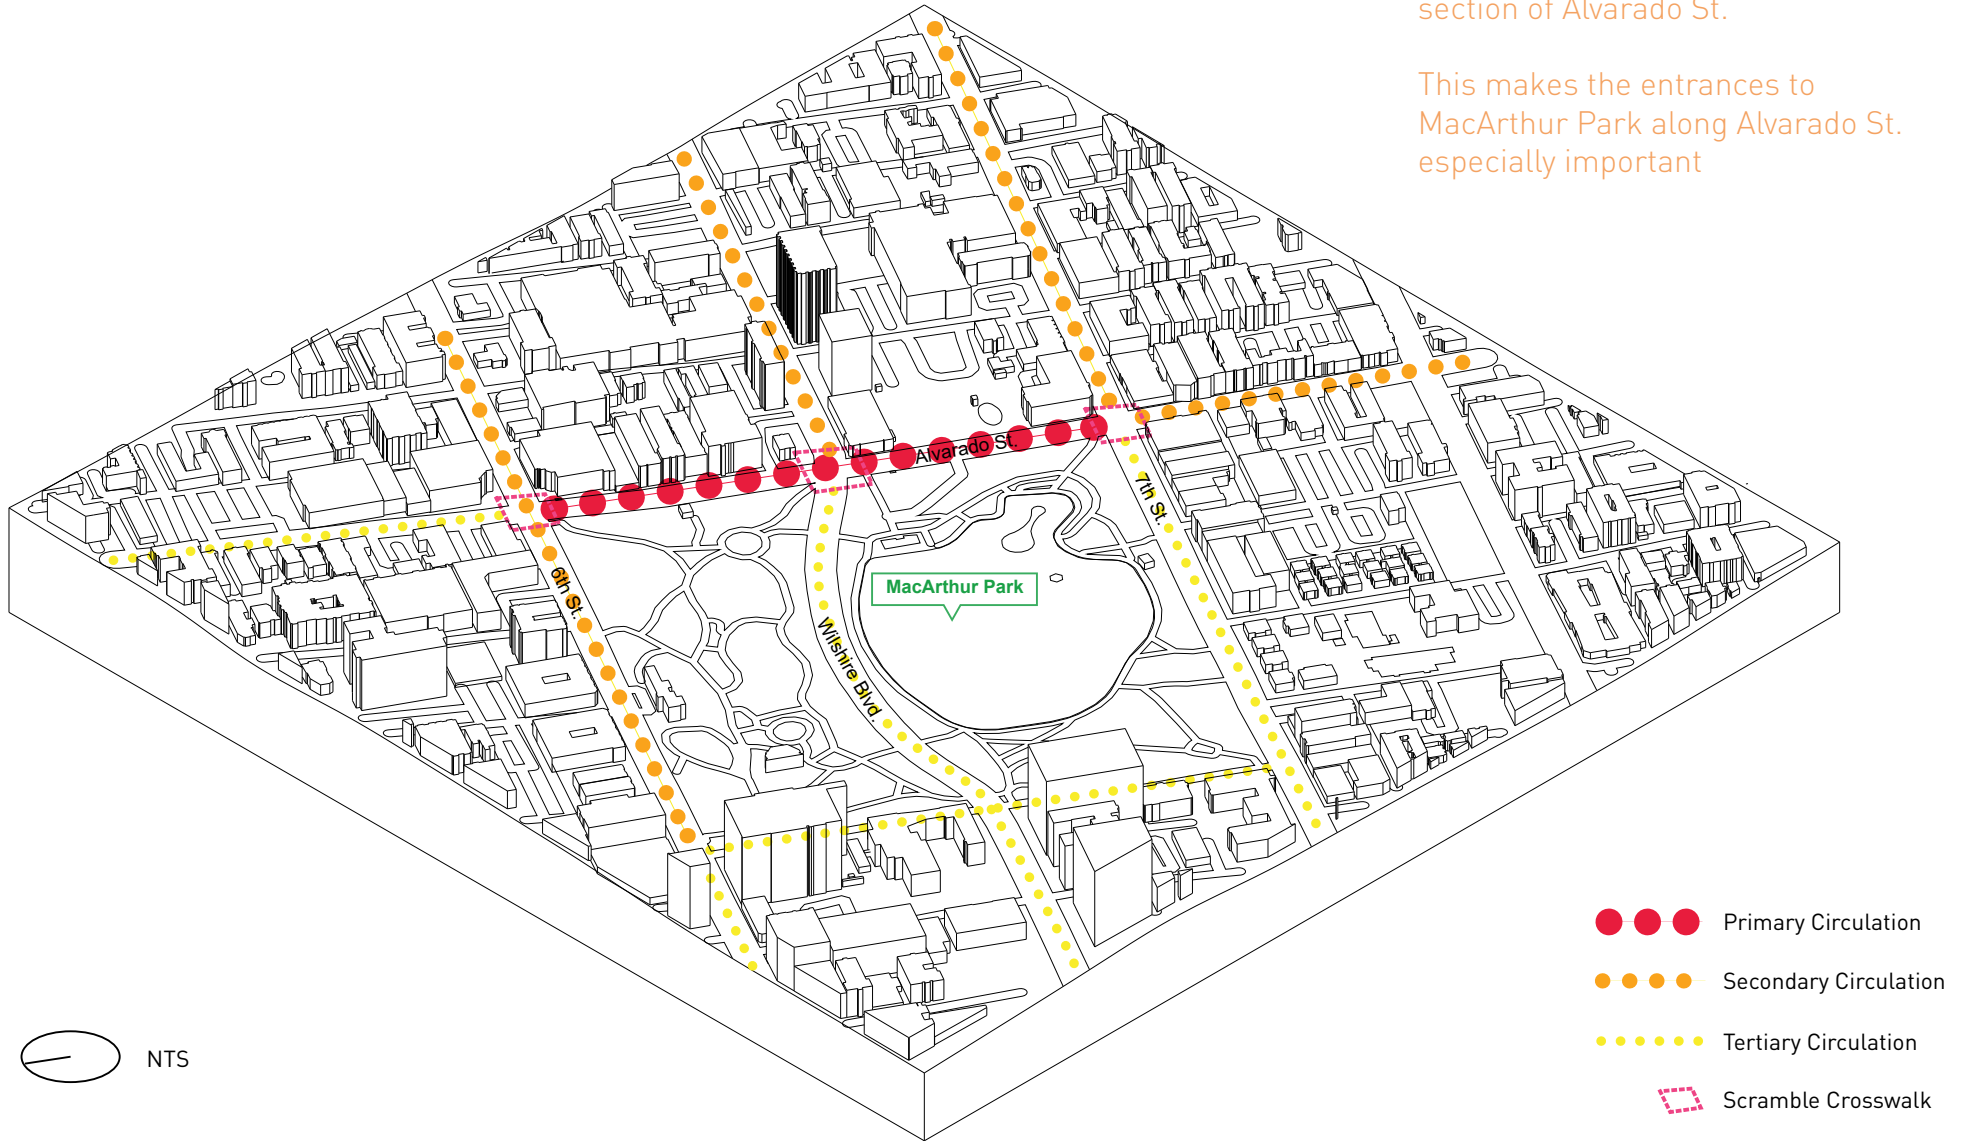 section of Alvarado St.
This makes the entrances to
MacArthur Park along Alvarado St.
especially important
Alvarado St.
7th St.
6th St.
MacArthur Park
Wilshire Blvd.
Primary Circulation
Secondary Circulation
Tertiary Circulation
Scramble Crosswalk
NTS